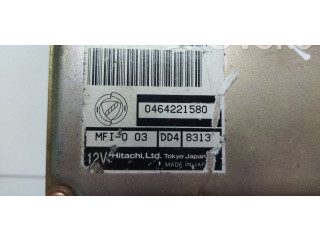 0464221580
MFI-0 03 DD4 8313
12V Hitachi, Ltd. Tokyo Japan
MADE IN JAPAN